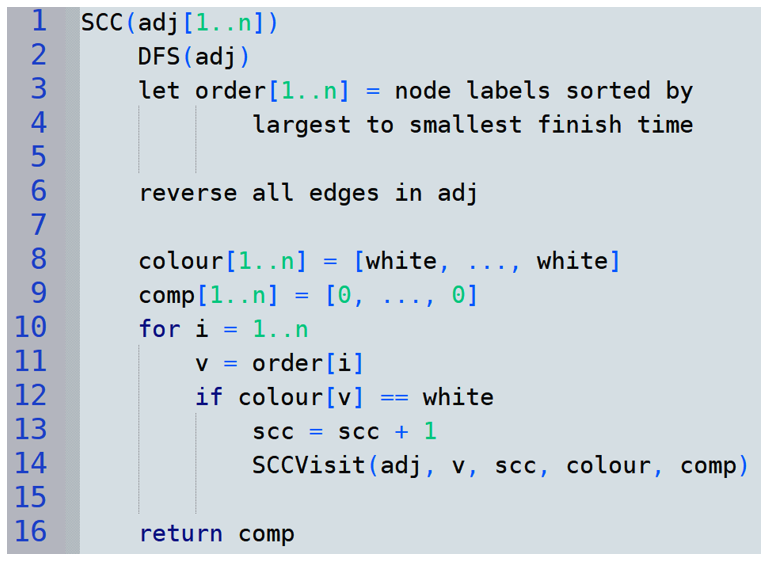 1 SCC(adj[1..n])
2     DFS(adj)
3     let order[1..n] = node labels sorted by
4             largest to smallest finish time
5
6     reverse all edges in adj
7
8     colour[1..n] = [white, ..., white]
9     comp[1..n] = [0, ..., 0]
10     for i = 1..n
11         v = order[i]
12         if colour[v] == white
13             scc = scc + 1
14             SCCVisit(adj, v, scc, colour, comp)
15
16     return comp